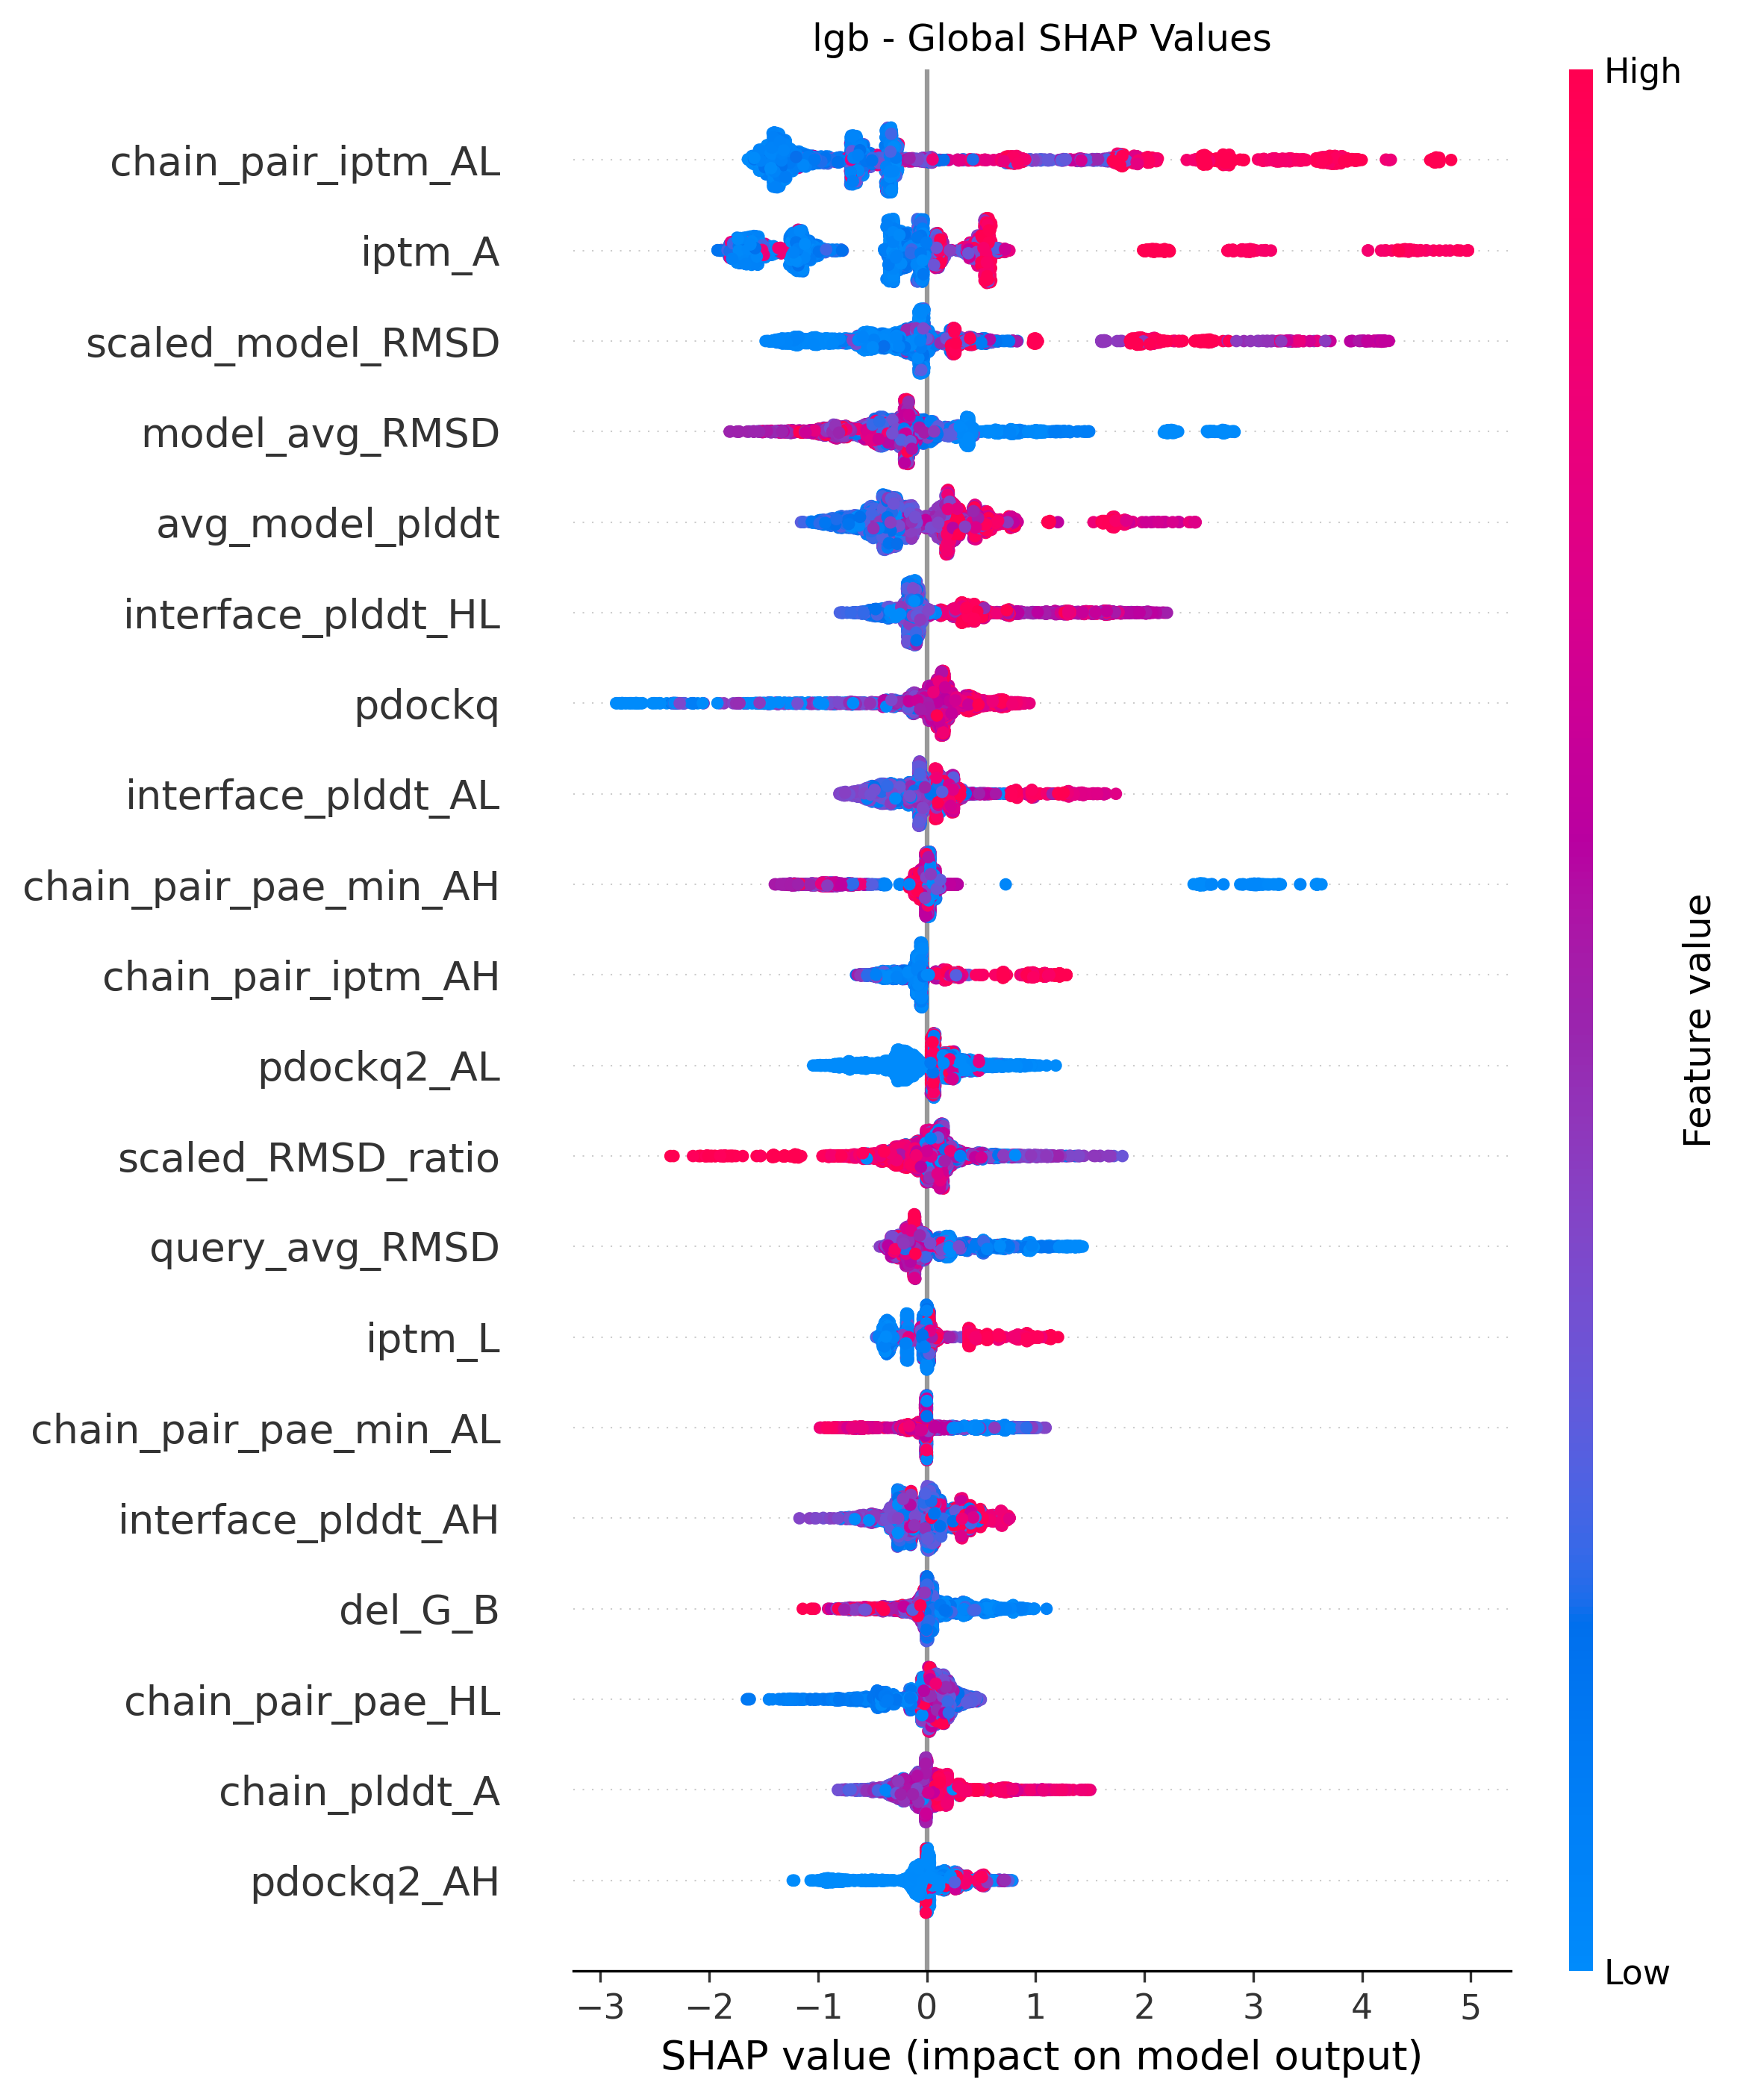 lgb - Global SHAP Values
High
chain_pair_iptm_AL
iptm_A
scaled_model_RMSD
model_avg_RMSD
avg_model_plddt
interface_plddt_HL
pdockq
interface_plddt_AL
chain_pair_pae_min_AH
chain_pair_iptm_AH
pdockq2_AL
scaled_RMSD_ratio
query_avg_RMSD
iptm_L
chain_pair_pae_min_AL
interface_plddt_AH
del_G_B
chain_pair_pae_HL
chain_plddt_A
pdockq2_AH
Feature value
Low
−3 −2 −1 0 1 2 3 4 5
SHAP value (impact on model output)